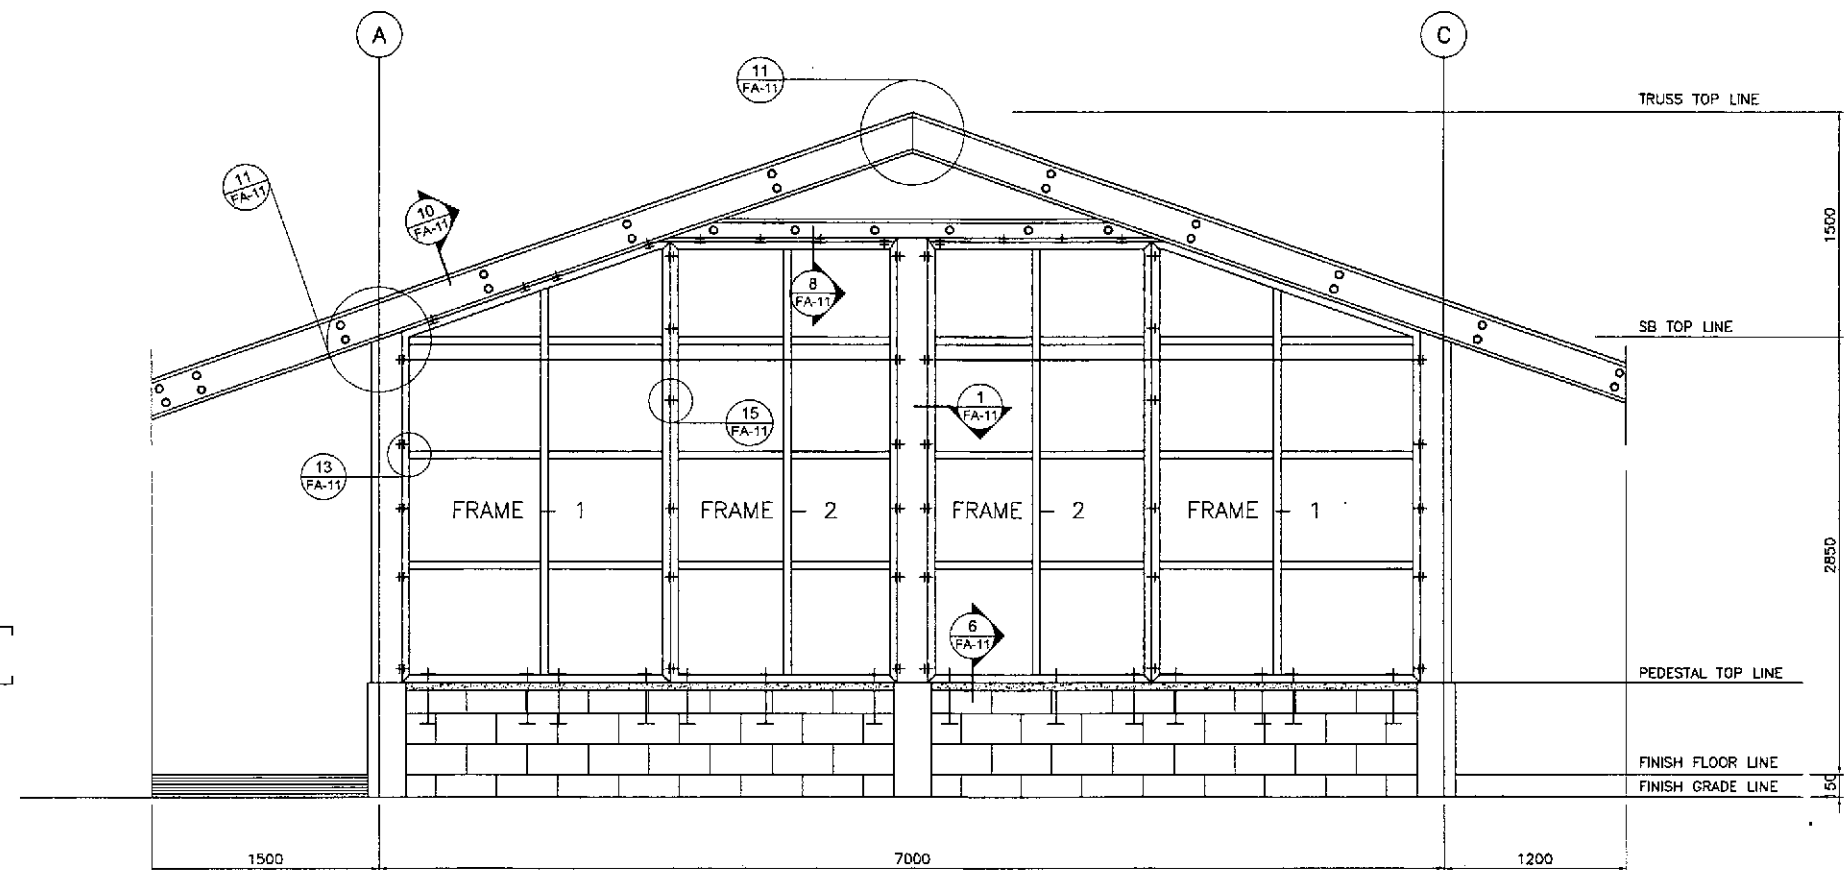 A
C
11
FA-11
TRUSS TOP LINE
11
FA-11
10
FA-11
1500
8
FA-11
SB TOP LINE
1
FA-11
15
FA-11
13
FA-11
FRAME - 1
FRAME - 2
FRAME - 2
FRAME - 1
2850
6
FA-11
PEDESTAL TOP LINE
FINISH FLOOR LINE
FINISH GRADE LINE
150
1500
7000
1200